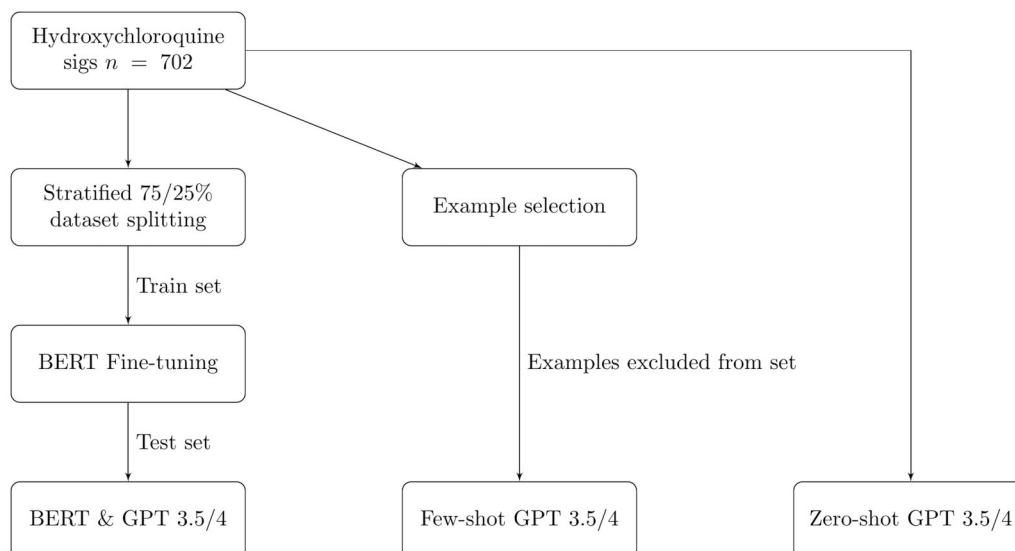 Hydroxychloroquine
sigs n = 702
Stratified 75/25%
dataset splitting
Example selection
Train set
BERT Fine-tuning
Examples excluded from set
Test set
BERT & GPT 3.5/4
Few-shot GPT 3.5/4
Zero-shot GPT 3.5/4